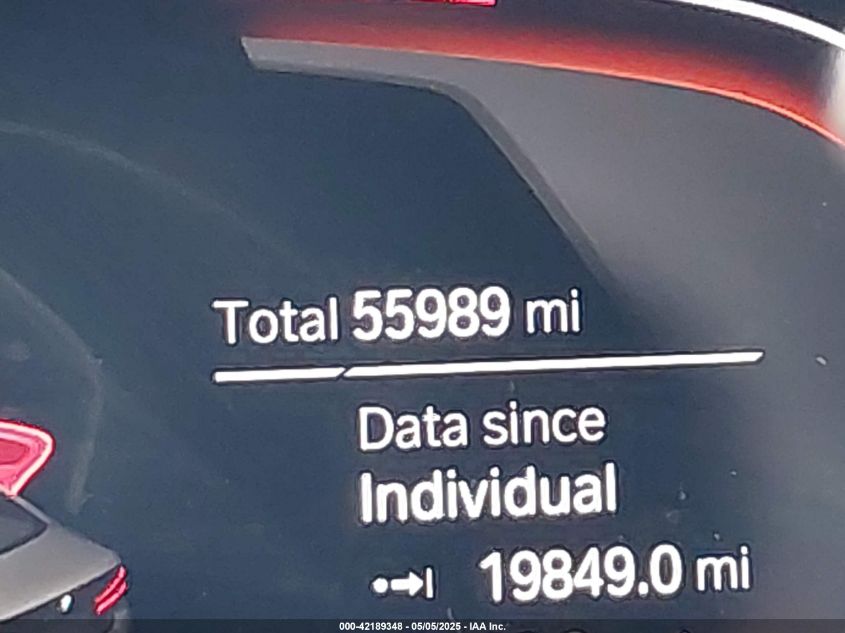 Total 55989 mi
Data since
Individual
19849.0 mi
000-42189348 - 05/05/2025 - IAA Inc.